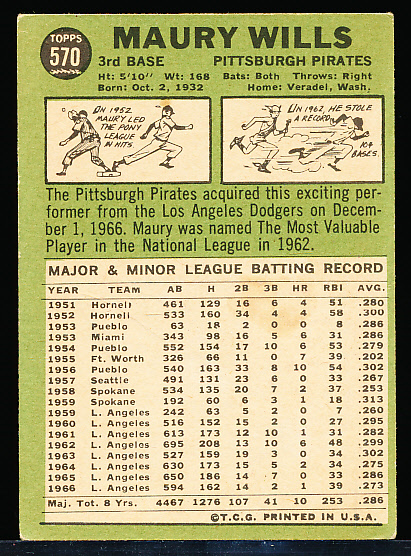 TOPPS
570
MAURY WILLS
3rd BASE PITTSBURGH PIRATES
Ht: 5'10" Wt: 168 Bats: Both Throws: Right
Born: Oct. 2, 1932 Home: Veradel, Wash.
IN 1952
MAURY LED
THE PONY
LEAGUE
IN HITS.
IN 1962, HE STOLE
A RECORD
104
BASES.
The Pittsburgh Pirates acquired this exciting per-
former from the Los Angeles Dodgers on Decem-
ber 1, 1966. Maury was named The Most Valuable
Player in the National League in 1962.
MAJOR & MINOR LEAGUE BATTING RECORD
YEAR TEAM AB H 2B 3B HR RBI AVG.
1951 Hornell 461 129 16 6 4 51 .280
1952 Hornell 533 160 34 4 4 58 .300
1953 Pueblo 63 18 2 0 0 8 .286
1953 Miami 343 98 16 5 6 31 .286
1954 Pueblo 552 154 17 10 6 53 .279
1955 Ft. Worth 326 66 11 0 7 39 .202
1956 Pueblo 540 163 33 8 10 54 .302
1957 Seattle 491 131 23 6 0 33 .267
1958 Spokane 534 135 20 7 2 37 .253
1959 Spokane 192 60 6 3 1 18 .313
1959 L. Angeles 242 63 5 2 0 7 .260
1960 L. Angeles 516 152 15 2 0 27 .295
1961 L. Angeles 613 173 12 10 1 31 .282
1962 L. Angeles 695 208 13 10 6 48 .299
1963 L. Angeles 527 159 19 3 0 34 .302
1964 L. Angeles 630 173 15 5 2 34 .275
1965 L. Angeles 650 186 14 7 0 33 .286
1966 L. Angeles 594 162 14 2 1 39 .273
Maj. Tot. 8 Yrs. 4467 1276 107 41 10 253 .286
©T.C.G. PRINTED IN U.S.A.